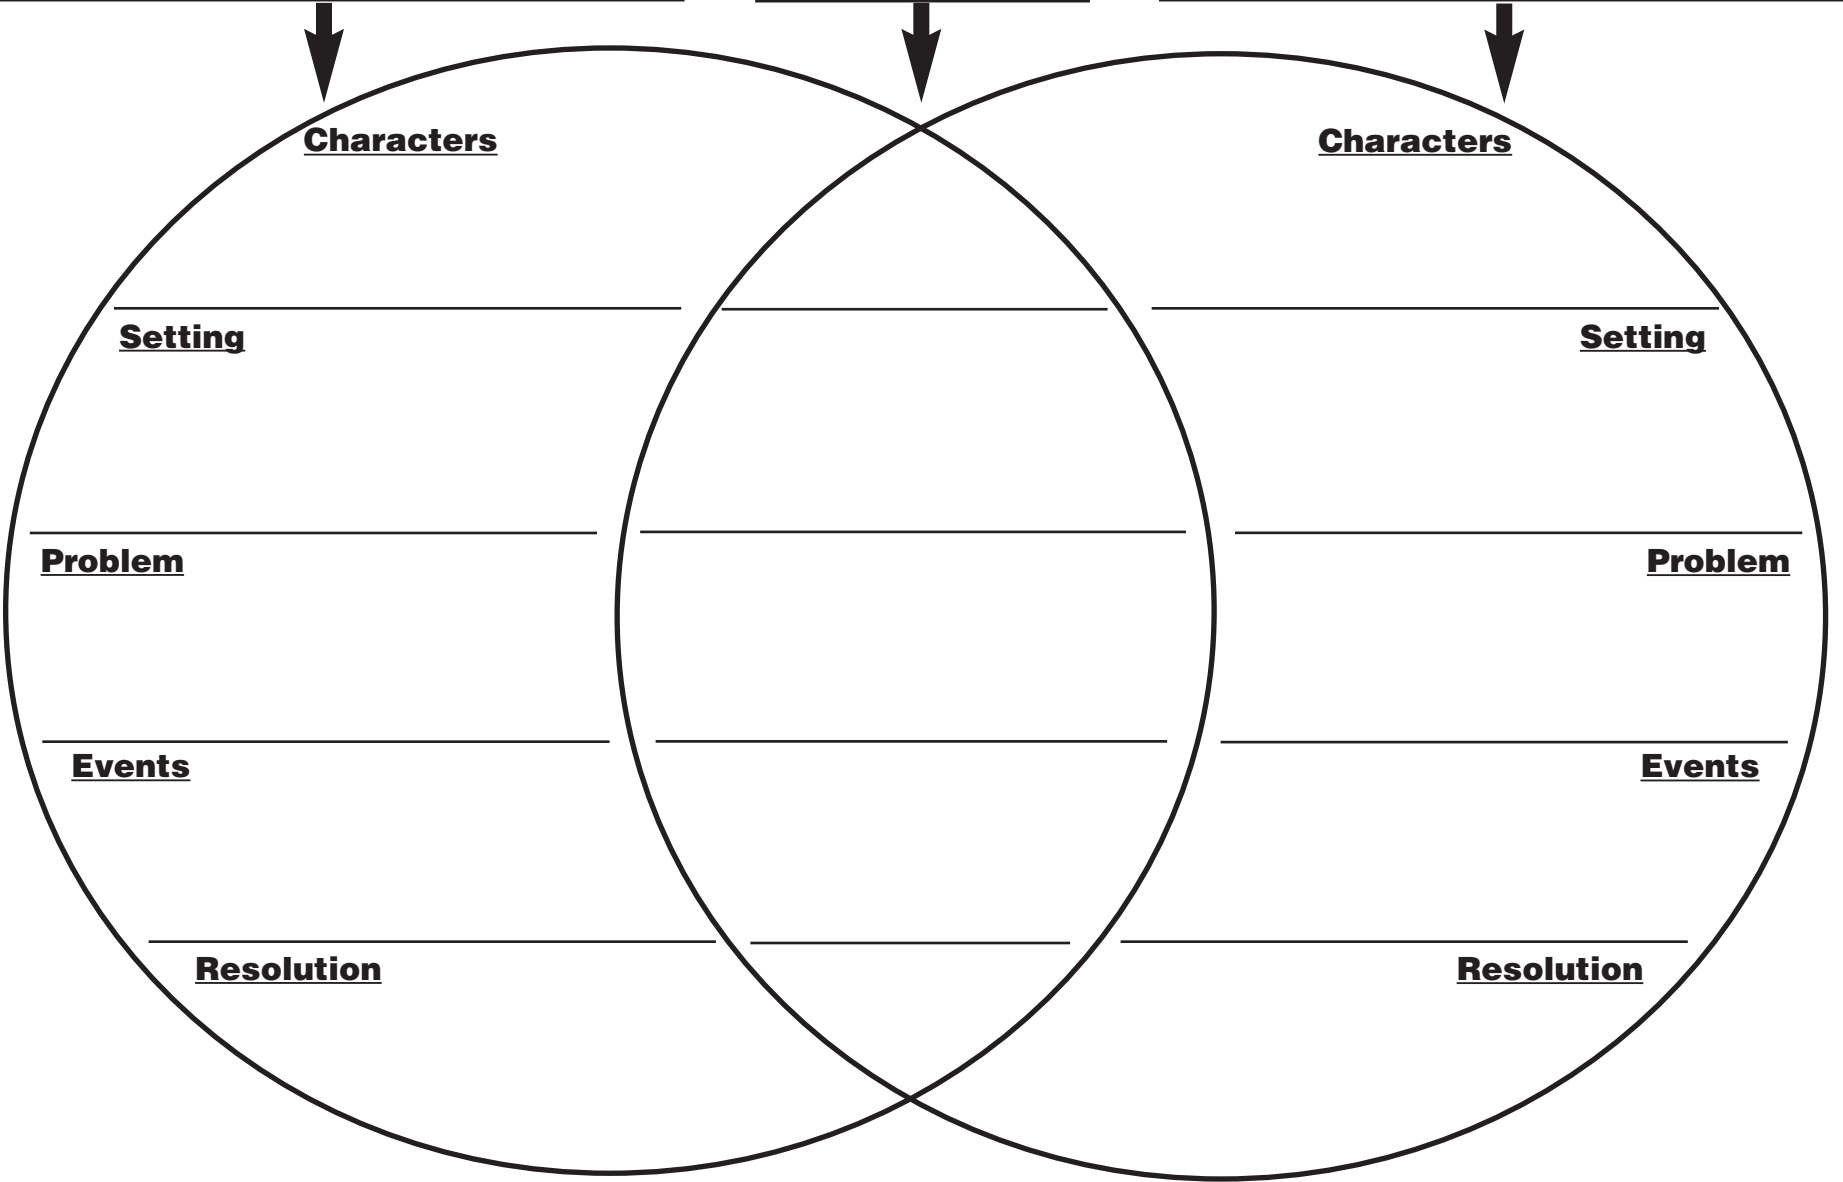 Characters Characters
Setting Setting
Problem Problem
Events Events
Resolution Resolution